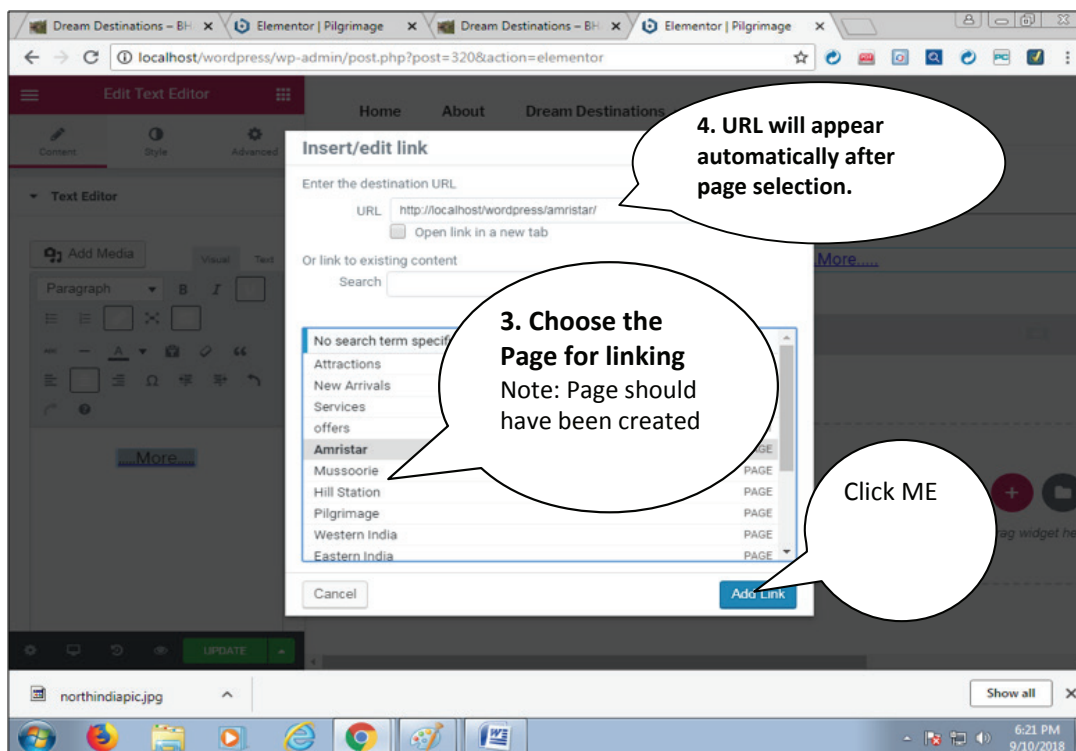 Dream Destinations – BH
Elementor | Pilgrimage
Dream Destinations – BH
Elementor | Pilgrimage
localhost/wordpress/wp-admin/post.php?post=320&action=elementor
Edit Text Editor
Home About Dream Destinations
Content Style Advanced
Insert/edit link
4. URL will appear
automatically after
page selection.
Enter the destination URL
Text Editor
URL http://localhost/wordpress/amristar/
Open link in a new tab
Add Media
Visual Text
Or link to existing content
.More.....
Search
Paragraph B I
3. Choose the
Page for linking
Note: Page should
have been created
No search term specif
Attractions
New Arrivals
Services
offers
Amristar
Mussoorie PAGE
Hill Station PAGE
Pilgrimage PAGE
Western India PAGE
Eastern India PAGE
.....More.....
Click ME
rag widget he
Cancel Add Link
UPDATE
northindiapic.jpg
Show all
6:21 PM
9/10/2018